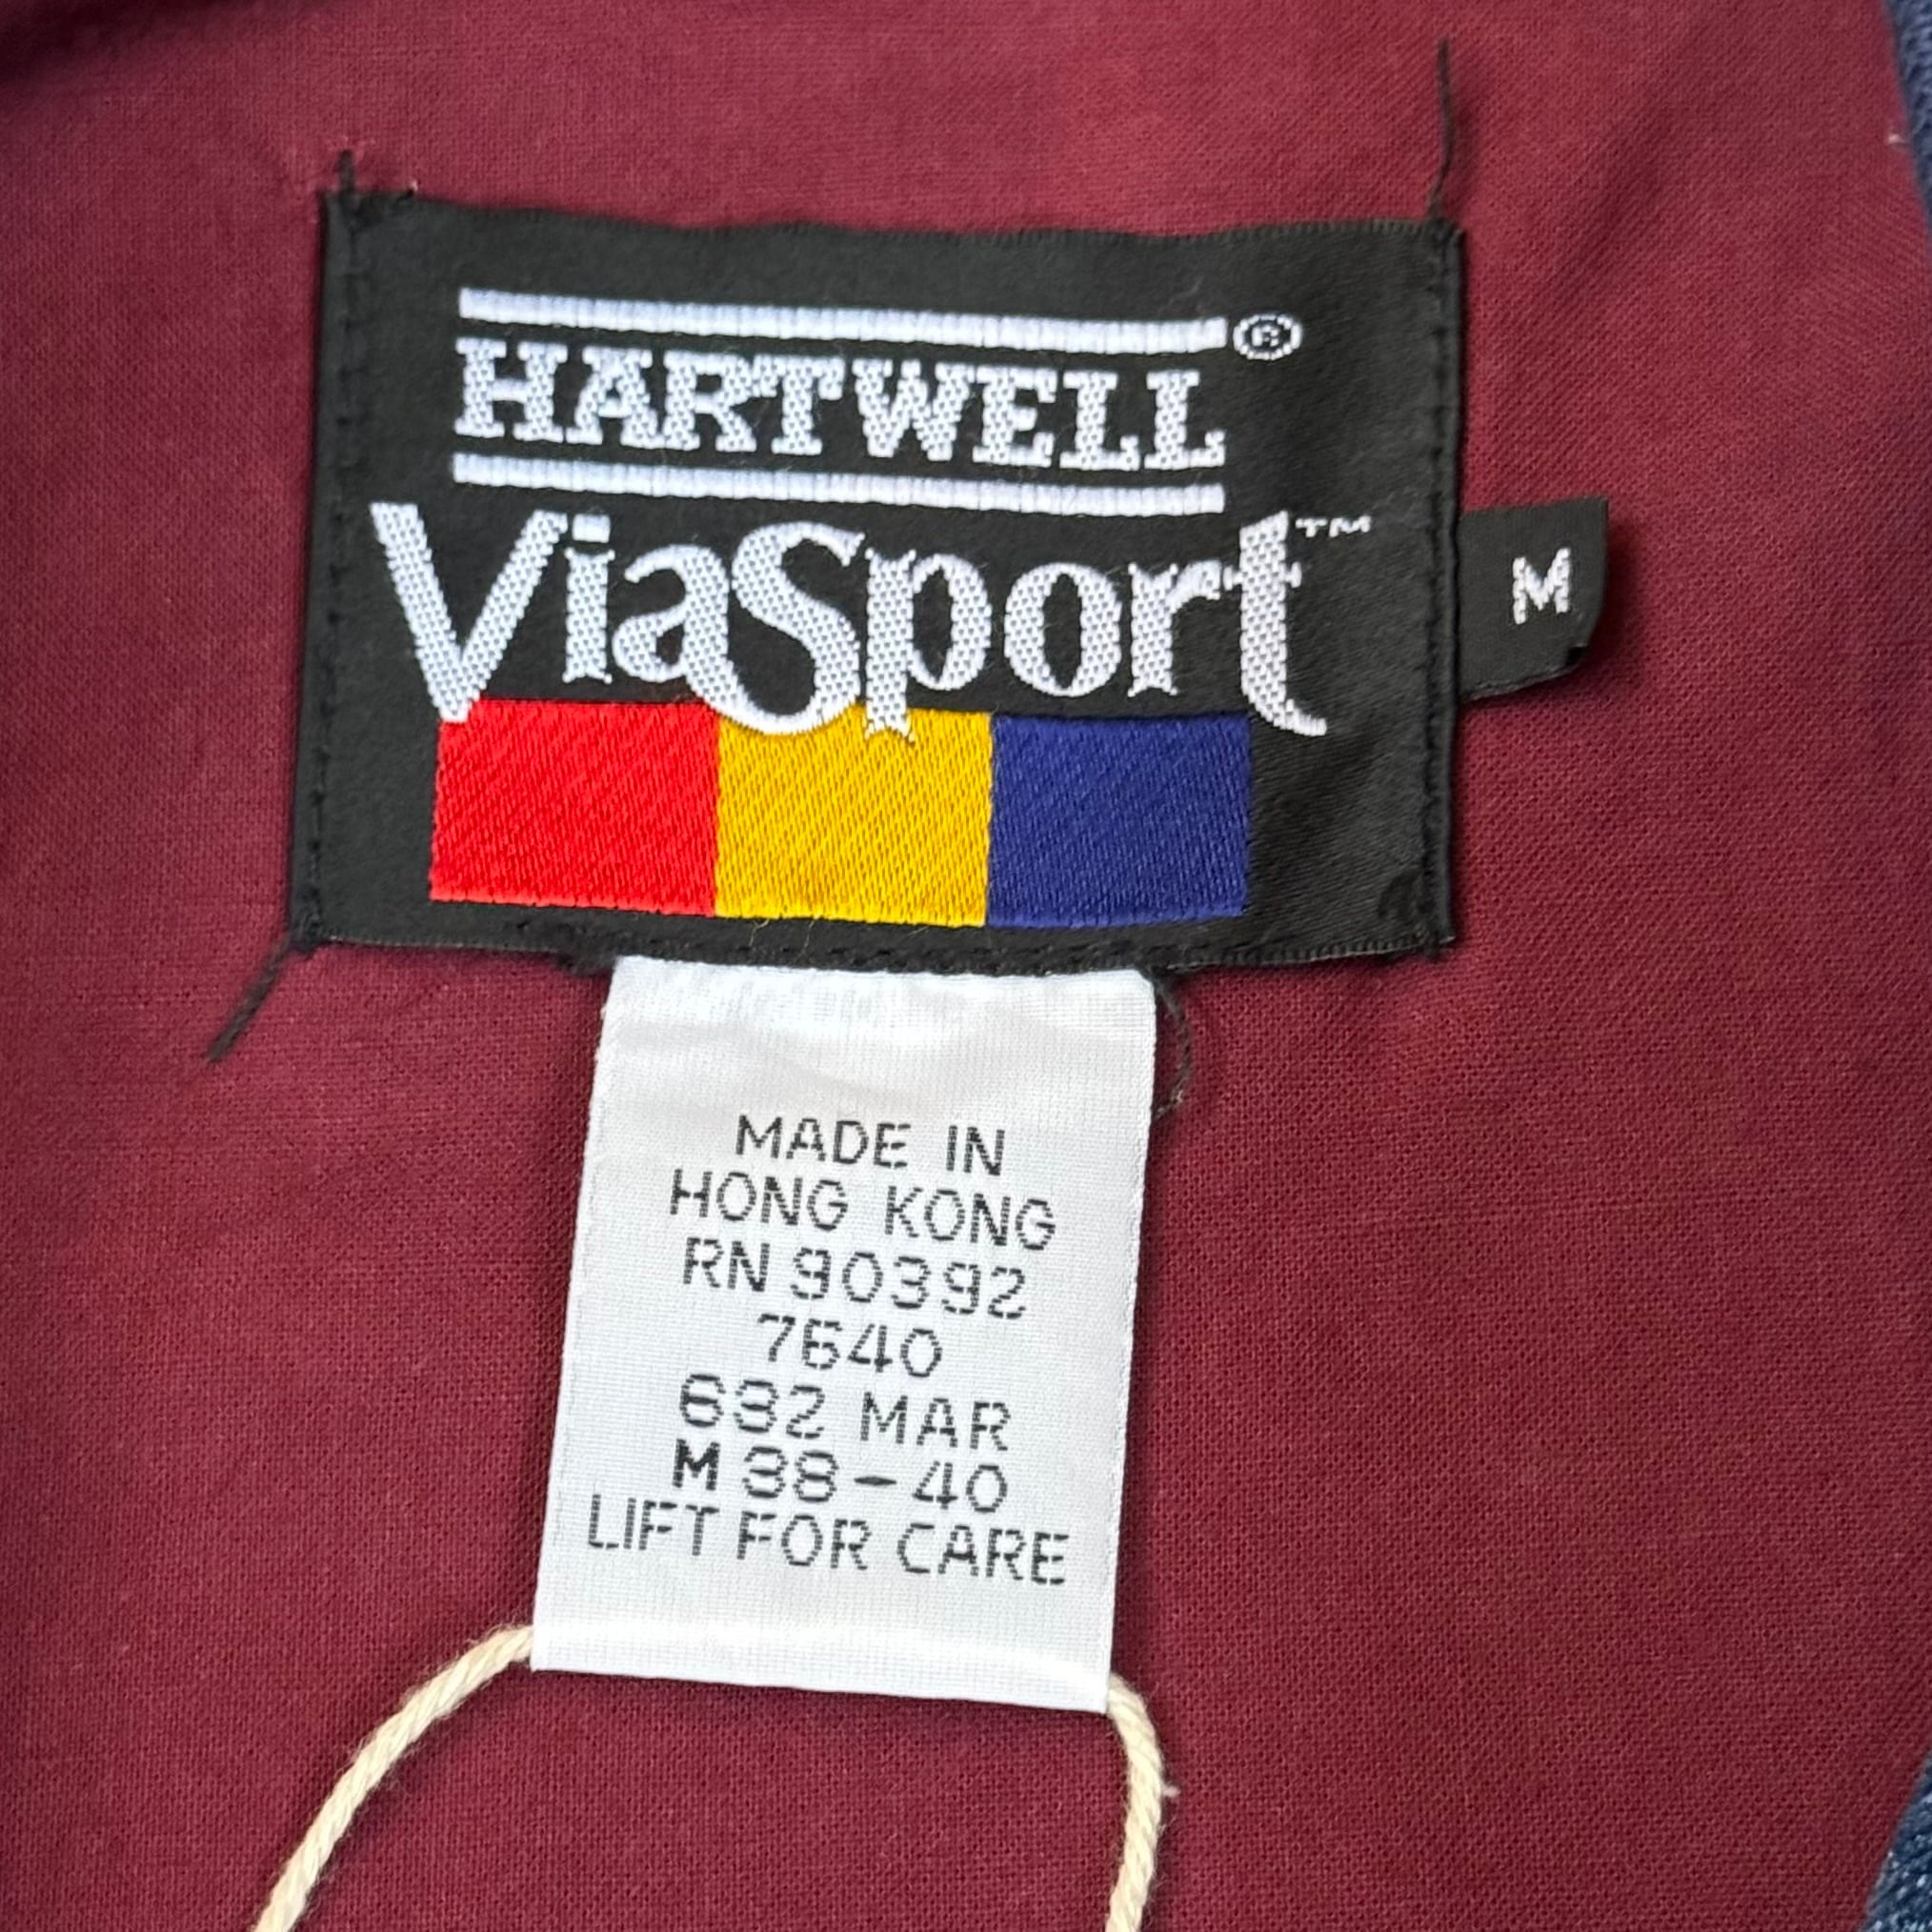 HARTWELL®
ViaSport™
M
MADE IN
HONG KONG
RN 90392
7640
632 MAR
M 38-40
LIFT FOR CARE